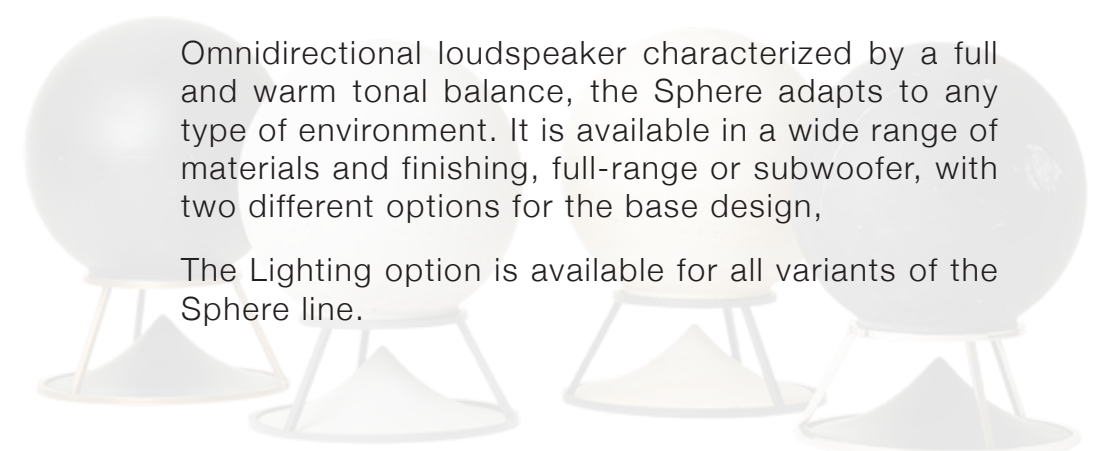 Omnidirectional loudspeaker characterized by a full
and warm tonal balance, the Sphere adapts to any
type of environment. It is available in a wide range of
materials and finishing, full-range or subwoofer, with
two different options for the base design,
The Lighting option is available for all variants of the
Sphere line.